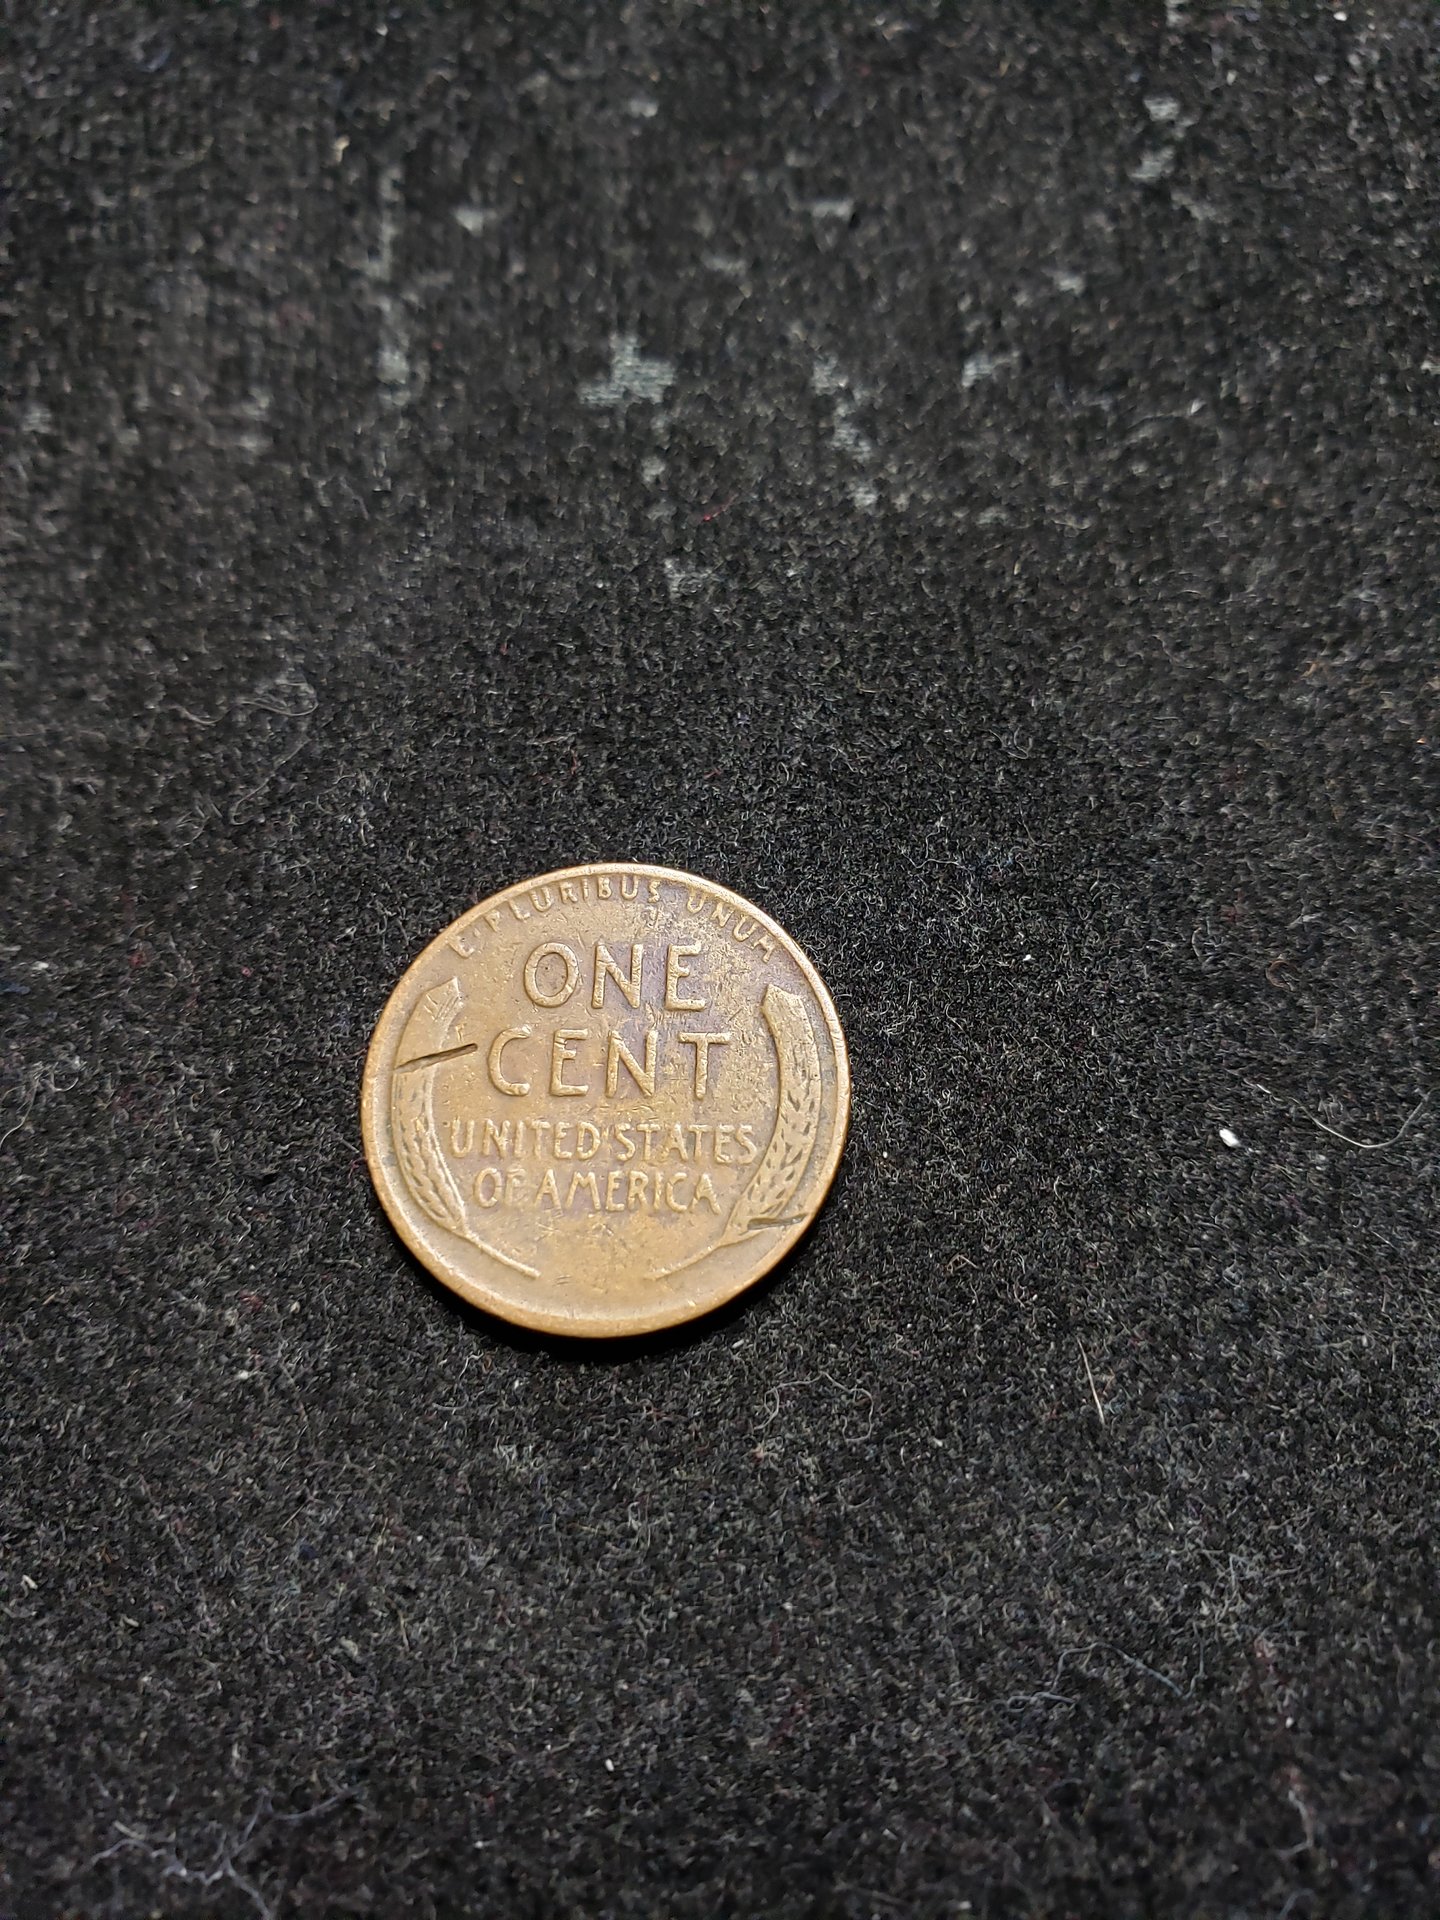 E·PLURIBUS UNUM
ONE
CENT
UNITED·STATES
OF AMERICA